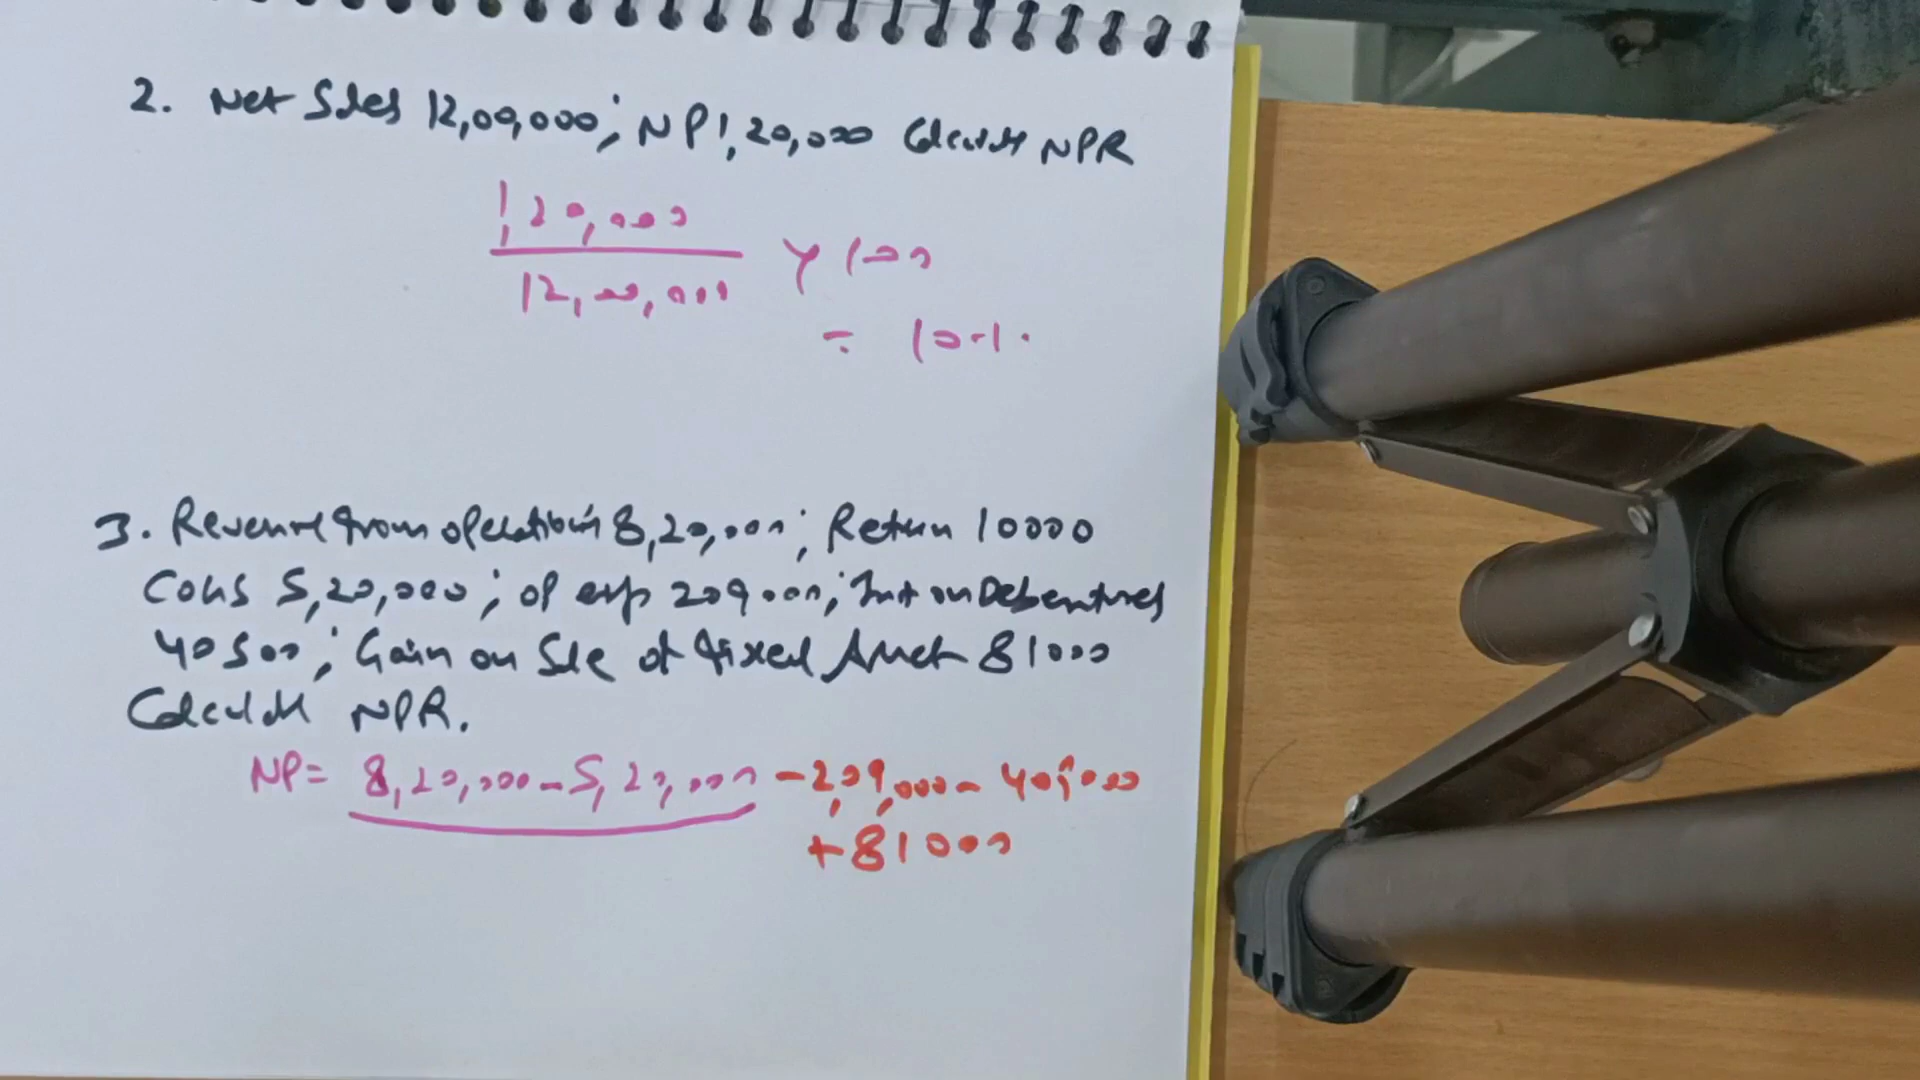 2. Net Sales 12,00,000; NP 1,20,000 Calculate NPR
1,20,000
12,00,000
× 100
= 10%.
3. Revenue from operations 8,20,000; Return 10000
COGS 5,20,000; op exp 209000; Int on Debentures
40500; Gain on Sale of fixed Asset 81000
Calculate NPR.
NP = 8,20,000 - 5,20,000 - 2,09,000 -
+ 81000